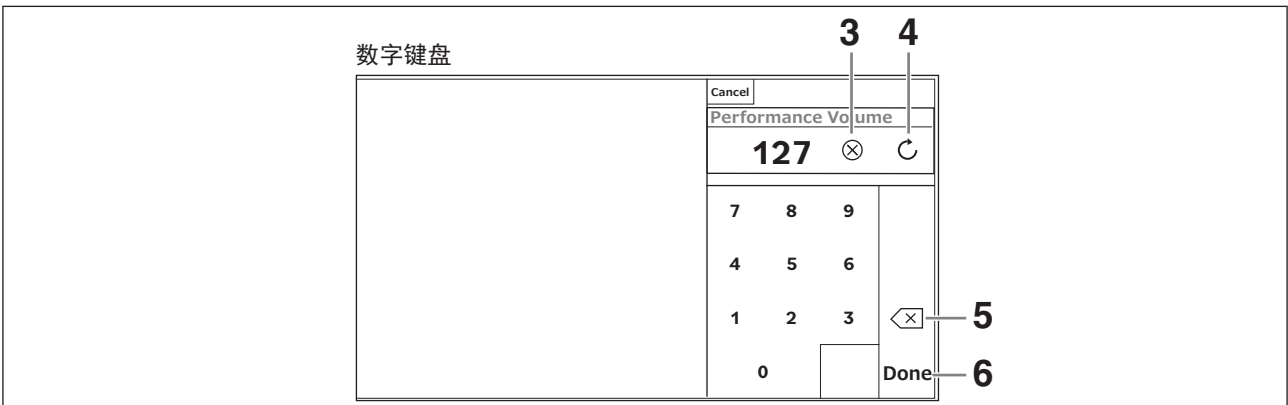 3 4
数字键盘
Cancel
Performance Volume
127
7 8 9
4 5 6
1 2 3 5
0 Done 6